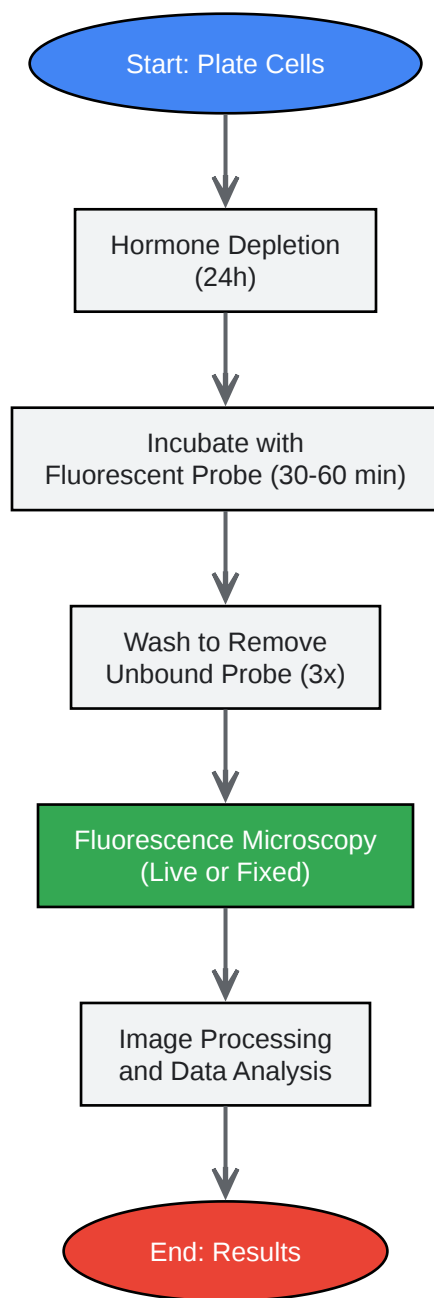 Start: Plate Cells
Hormone Depletion
(24h)
Incubate with
Fluorescent Probe (30-60 min)
Wash to Remove
Unbound Probe (3x)
Fluorescence Microscopy
(Live or Fixed)
Image Processing
and Data Analysis
End: Results